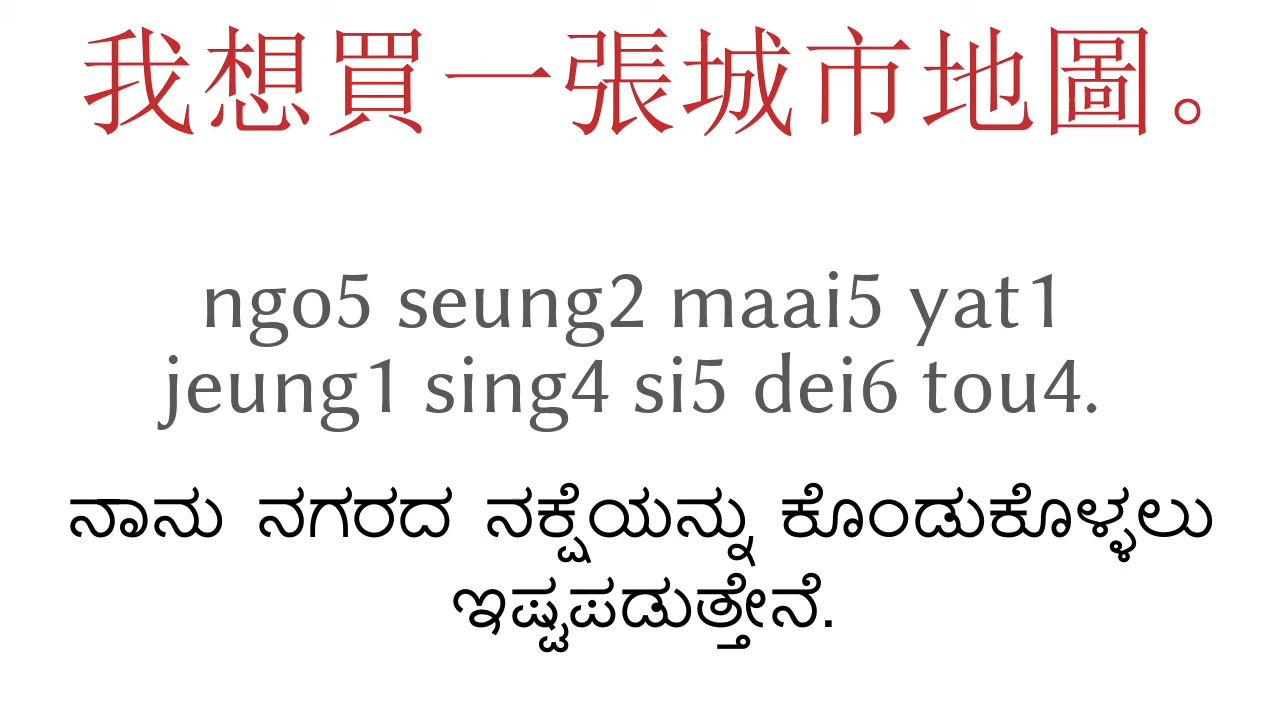 我想買一張城市地圖。
ngo5 seung2 maai5 yat1
jeung1 sing4 si5 dei6 tou4.
ನಾನು ನಗರದ ನಕ್ಷೆಯನ್ನು ಕೊಂಡುಕೊಳ್ಳಲು
ಇಷ್ಟಪಡುತ್ತೇನೆ.